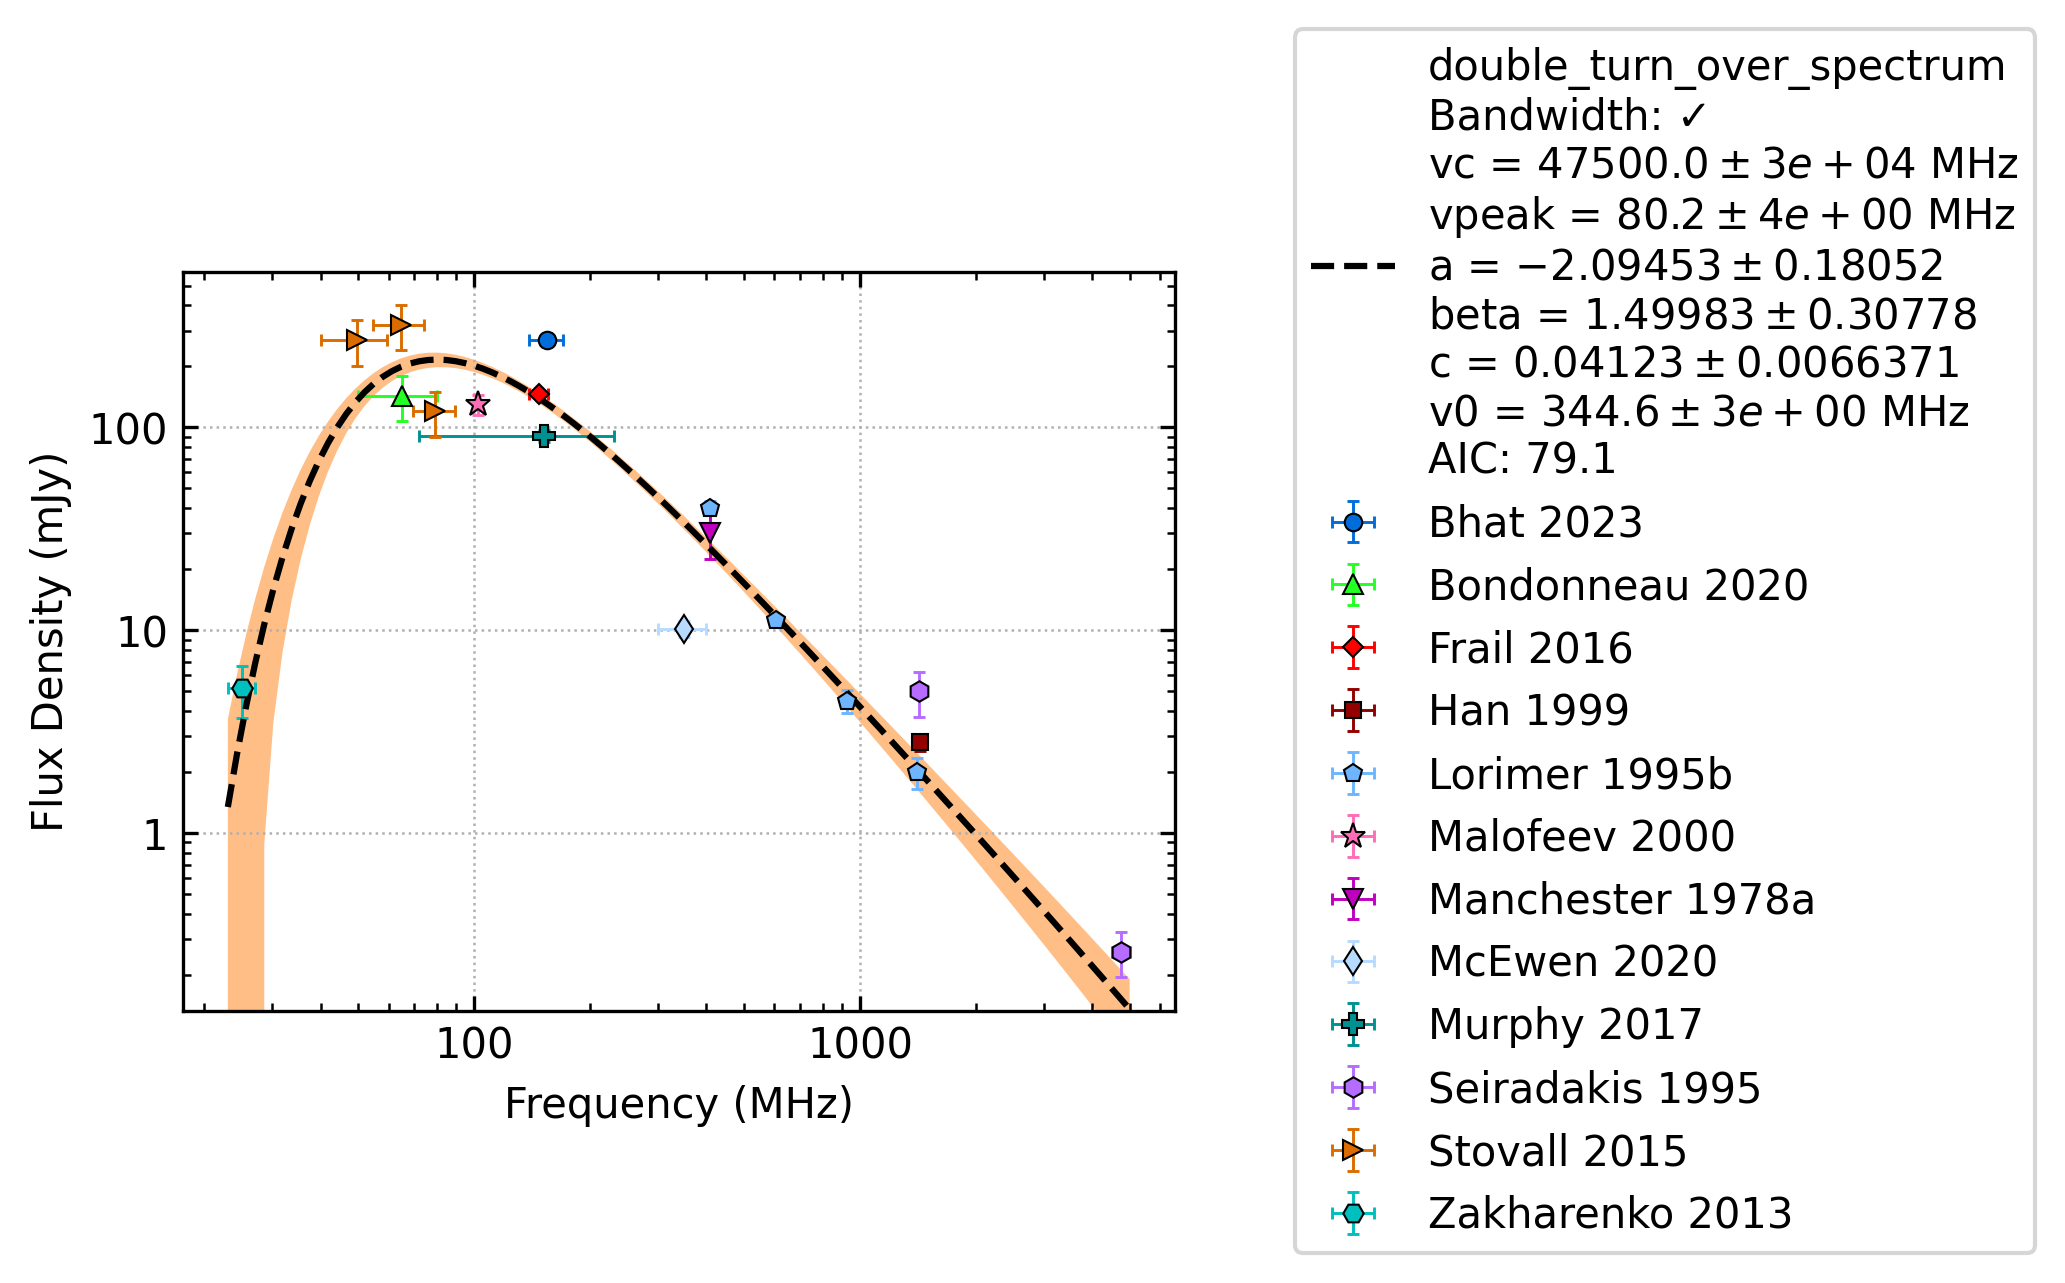 double_turn_over_spectrum
Bandwidth: ✓
vc = 47500.0 ± 3e + 04 MHz
vpeak = 80.2 ± 4e + 00 MHz
a = −2.09453 ± 0.18052
beta = 1.49983 ± 0.30778
c = 0.04123 ± 0.0066371
v0 = 344.6 ± 3e + 00 MHz
AIC: 79.1
Bhat 2023
Bondonneau 2020
Frail 2016
Han 1999
Lorimer 1995b
Malofeev 2000
Manchester 1978a
McEwen 2020
Murphy 2017
Seiradakis 1995
Stovall 2015
Zakharenko 2013
Flux Density (mJy)
100
10
1
100 1000
Frequency (MHz)